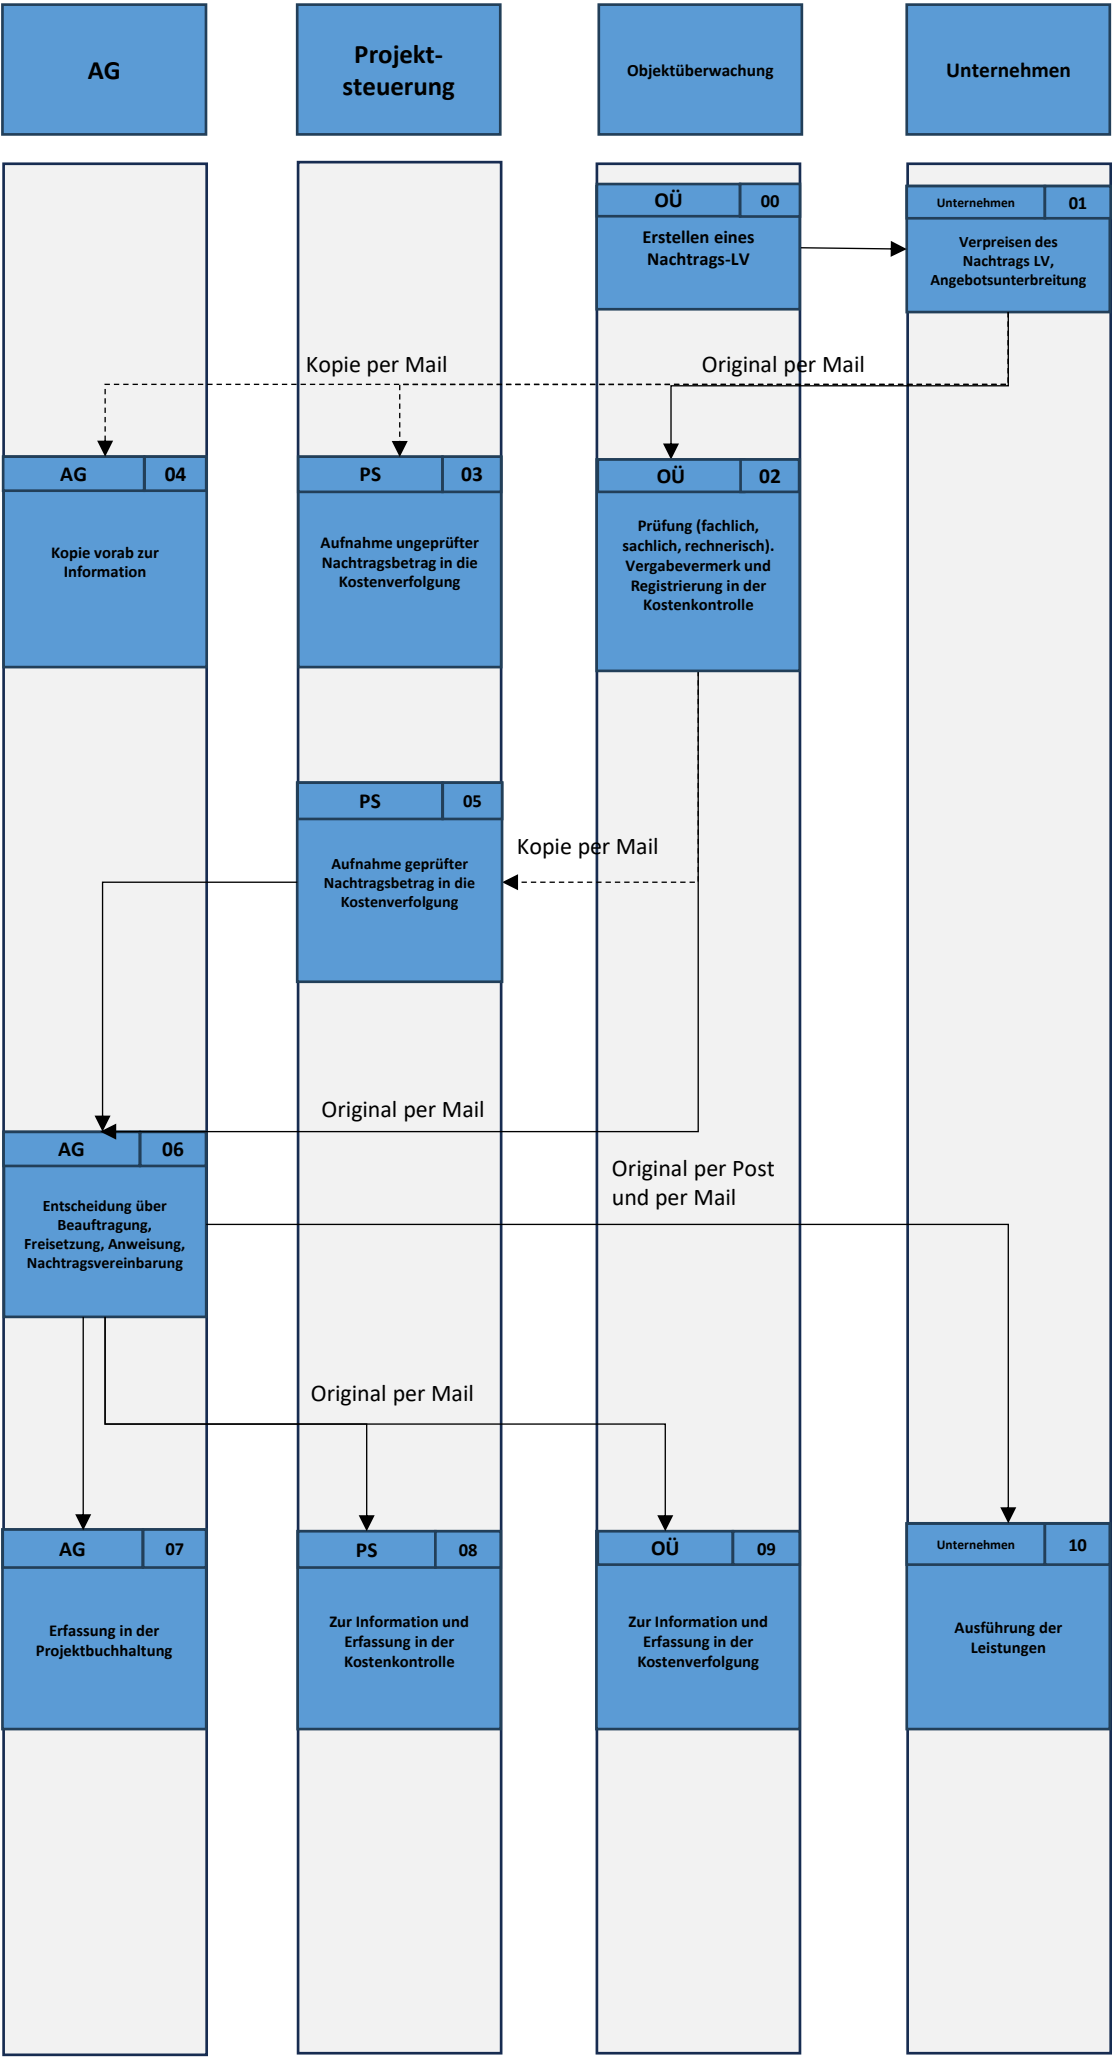 AG
Projekt-
steuerung
Objektüberwachung
Unternehmen
OÜ
00
Erstellen eines
Nachtrags-LV
Unternehmen
01
Verpreisen des
Nachtrags LV,
Angebotsunterbreitung
Kopie per Mail
Original per Mail
AG
04
Kopie vorab zur
Information
PS
03
Aufnahme ungeprüfter
Nachtragsbetrag in die
Kostenverfolgung
OÜ
02
Prüfung (fachlich,
sachlich, rechnerisch).
Vergabevermerk und
Registrierung in der
Kostenkontrolle
PS
05
Aufnahme geprüfter
Nachtragsbetrag in die
Kostenverfolgung
Kopie per Mail
Original per Mail
AG
06
Entscheidung über
Beauftragung,
Freisetzung, Anweisung,
Nachtragsvereinbarung
Original per Post
und per Mail
Original per Mail
AG
07
Erfassung in der
Projektbuchhaltung
PS
08
Zur Information und
Erfassung in der
Kostenkontrolle
OÜ
09
Zur Information und
Erfassung in der
Kostenverfolgung
Unternehmen
10
Ausführung der
Leistungen